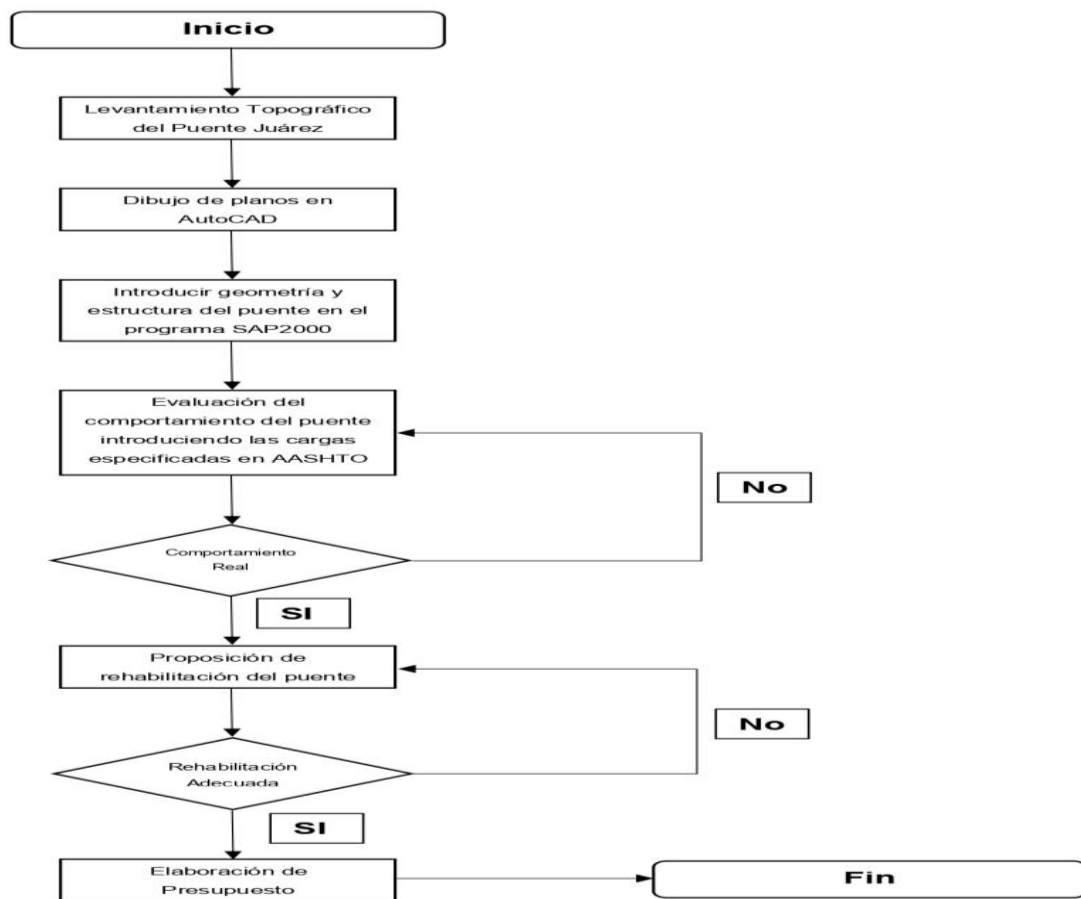 Inicio
Levantamiento Topográfico
del Puente Juárez
Dibujo de planos en
AutoCAD
Introducir geometría y
estructura del puente en el
programa SAP2000
Evaluación del
comportamiento del puente
introduciendo las cargas
especificadas en AASHTO
No
Comportamiento
Real
SI
Proposición de
rehabilitación del puente
No
Rehabilitación
Adecuada
SI
Elaboración de
Presupuesto
Fin